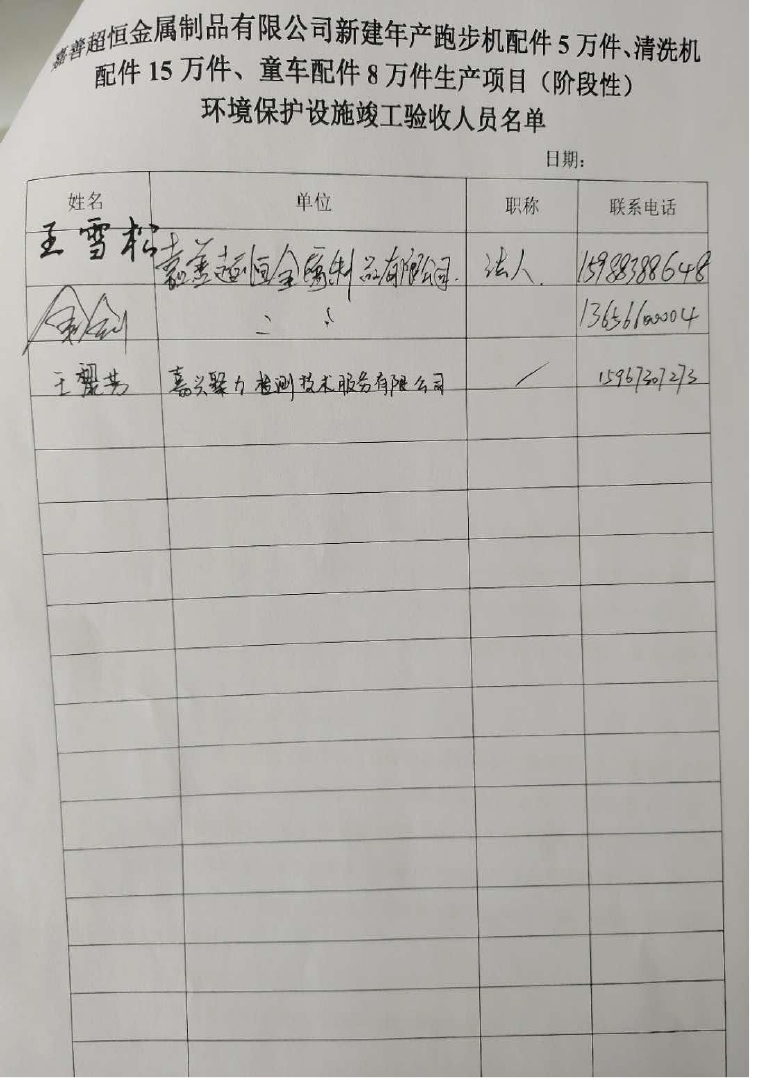 嘉善超恒金属制品有限公司新建年产跑步机配件5万件、清洗机
配件15万件、童车配件8万件生产项目（阶段性）
环境保护设施竣工验收人员名单
日期：
姓名 单位 职称 联系电话
王雪松 嘉善超恒金属制品有限公司. 法人. 15988388648
13656600004
王 嘉兴聚力检测技术服务有限公司 / 15967307273